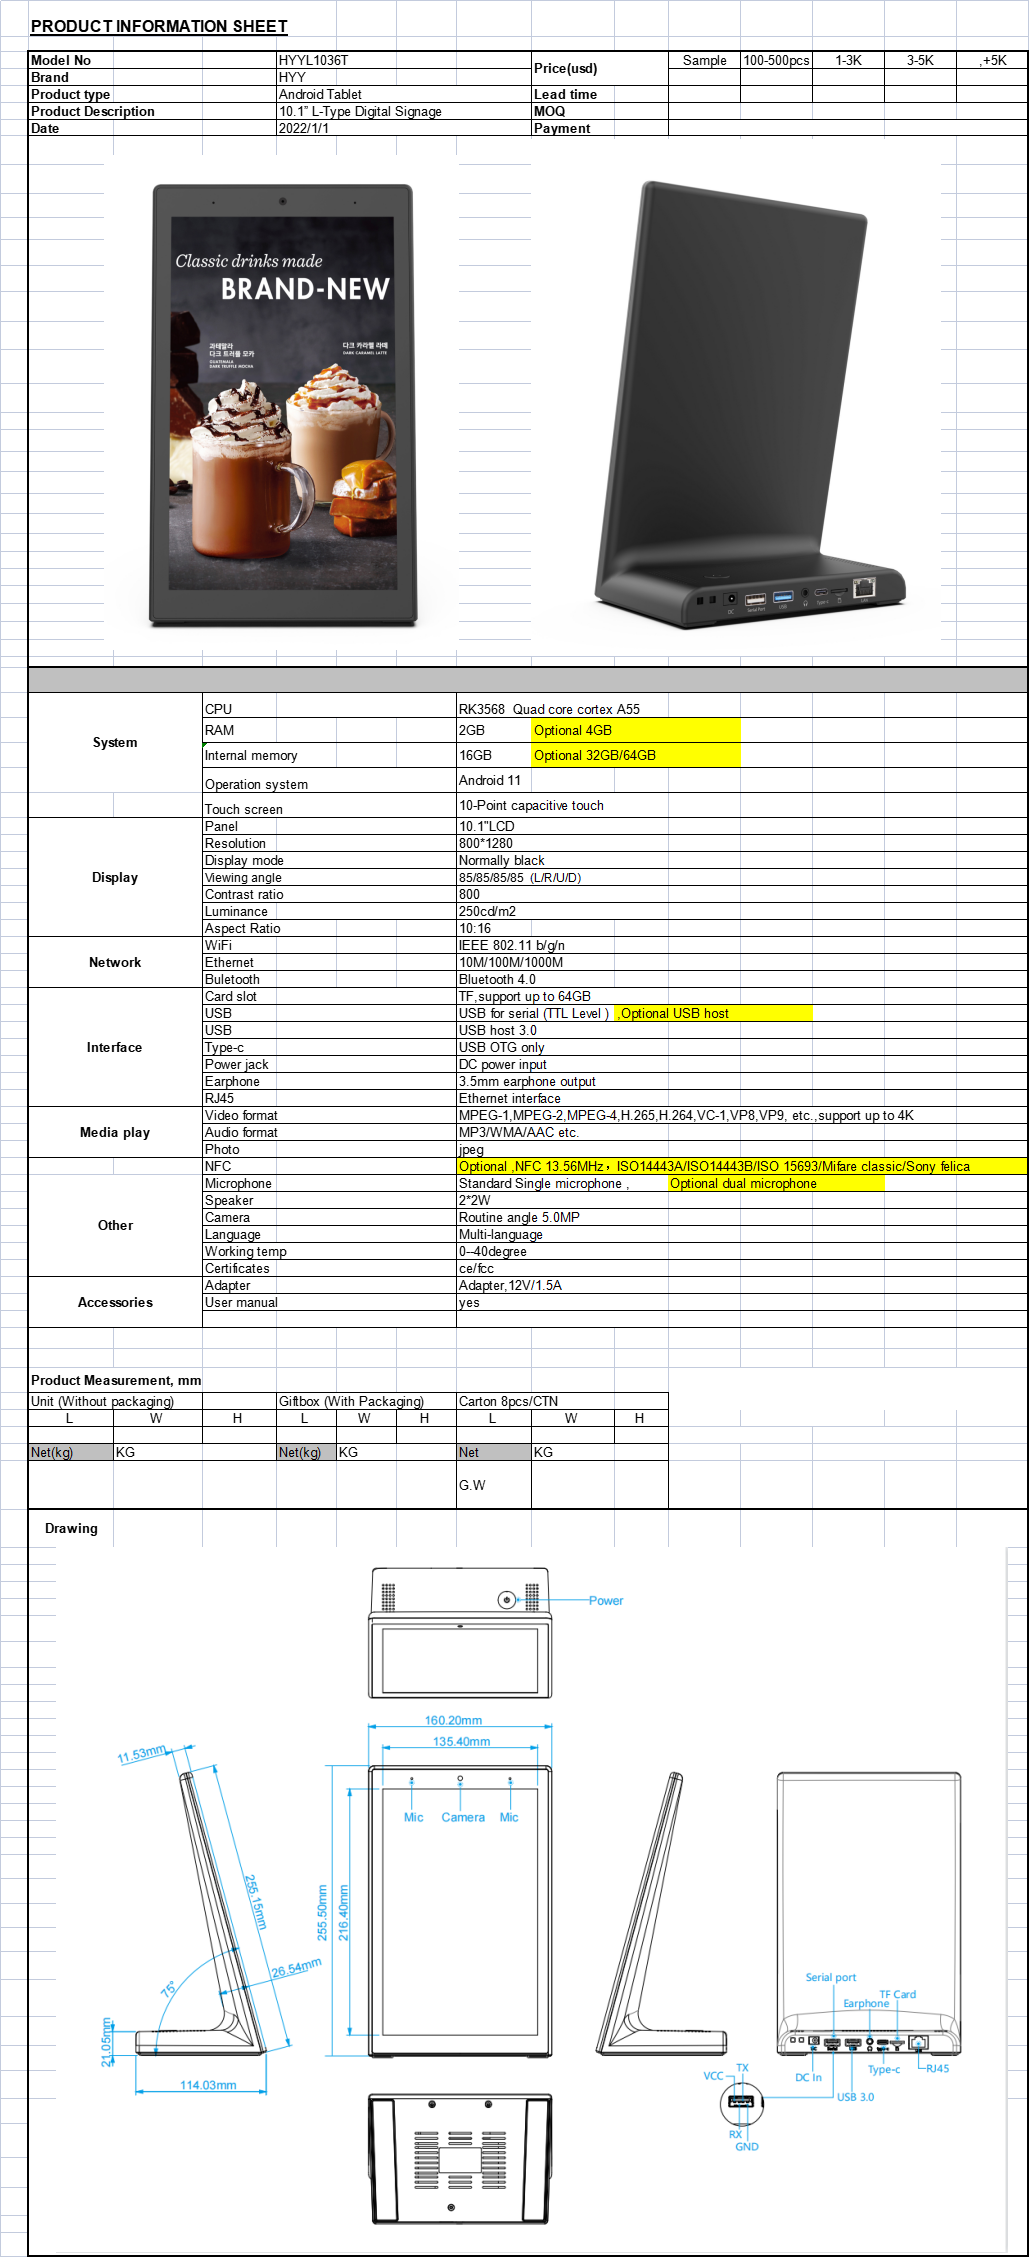 PRODUCT INFORMATION SHEET
Model No HYYL1036T Price(usd) Sample 100-500pcs 1-3K 3-5K ,+5K
Brand HYY
Product type Android Tablet Lead time
Product Description 10.1” L-Type Digital Signage MOQ
Date 2022/1/1 Payment
Classic drinks made
BRAND-NEW
과테말라
다크 트러플 모카
GUATEMALA
DARK TRUFFLE MOCHA
다크 카라멜 라떼
DARK CARAMEL LATTE
DC Serial Port USB Type-c
System
CPU RK3568 Quad core cortex A55
RAM 2GB Optional 4GB
Internal memory 16GB Optional 32GB/64GB
Operation system Android 11
Touch screen 10-Point capacitive touch
Display
Panel 10.1"LCD
Resolution 800*1280
Display mode Normally black
Viewing angle 85/85/85/85 (L/R/U/D)
Contrast ratio 800
Luminance 250cd/m2
Aspect Ratio 10:16
Network
WiFi IEEE 802.11 b/g/n
Ethernet 10M/100M/1000M
Buletooth Bluetooth 4.0
Interface
Card slot TF,support up to 64GB
USB USB for serial (TTL Level ) ,Optional USB host
USB USB host 3.0
Type-c USB OTG only
Power jack DC power input
Earphone 3.5mm earphone output
RJ45 Ethernet interface
Media play
Video format MPEG-1,MPEG-2,MPEG-4,H.265,H.264,VC-1,VP8,VP9, etc.,support up to 4K
Audio format MP3/WMA/AAC etc.
Photo jpeg
Other
NFC Optional ,NFC 13.56MHz，ISO14443A/ISO14443B/ISO 15693/Mifare classic/Sony felica
Microphone Standard Single microphone , Optional dual microphone
Speaker 2*2W
Camera Routine angle 5.0MP
Language Multi-language
Working temp 0--40degree
Certificates ce/fcc
Accessories
Adapter Adapter,12V/1.5A
User manual yes
Product Measurement, mm
Unit (Without packaging) Giftbox (With Packaging) Carton 8pcs/CTN
L W H L W H L W H
Net(kg) KG Net(kg) KG Net KG
G.W
Drawing
Power
160.20mm
135.40mm
11.53mm
Mic Camera Mic
255.15mm
255.50mm
216.40mm
26.54mm
75°
21.05mm
114.03mm
Serial port
TF Card
Earphone
DC In
Type-c
RJ45
USB 3.0
VCC
TX
RX
GND